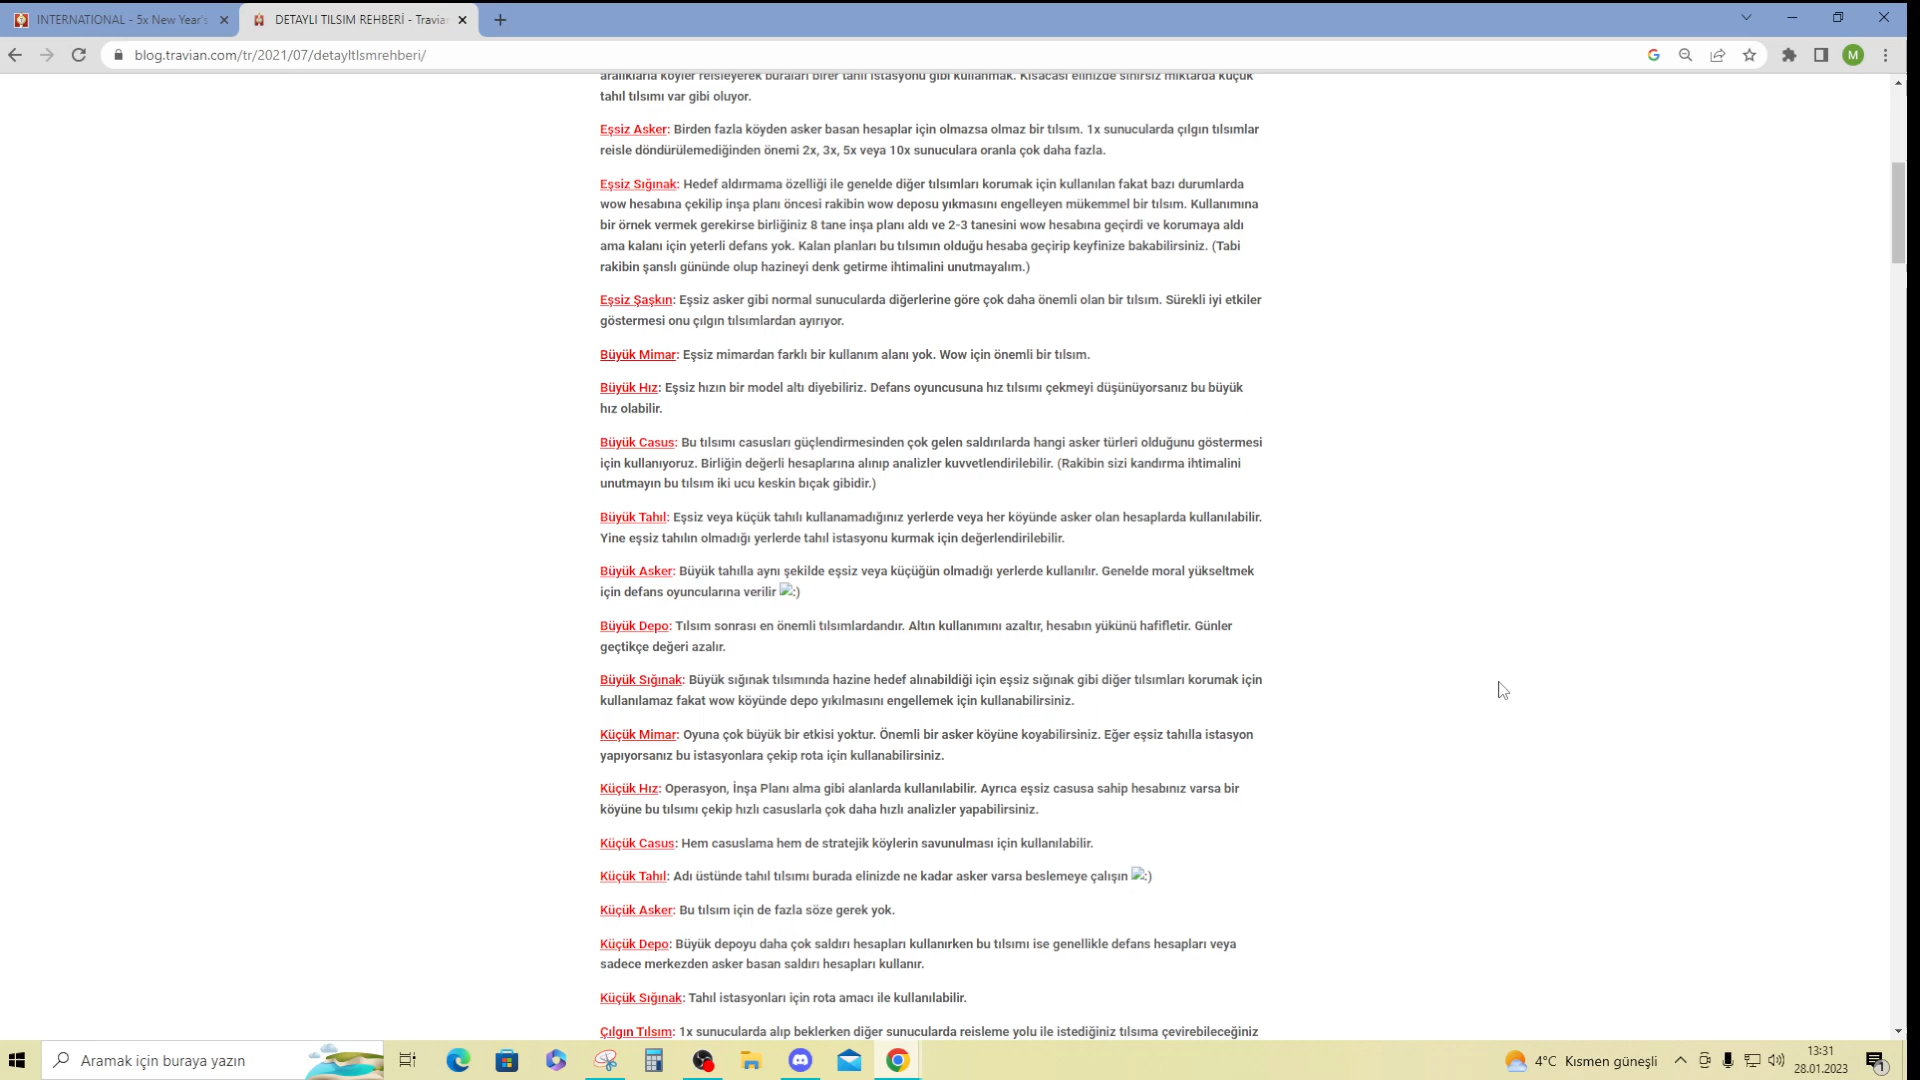 INTERNATIONAL - 5x New Year's
DETAYLI TILSIM REHBERİ - Travian
blog.travian.com/tr/2021/07/detayltlsmrehberi/
M
aralıklarla köyler reisleyerek buraları birer tahıl istasyonu gibi kullanmak. Kısacası elinizde sınırsız miktarda küçük
tahıl tılsımı var gibi oluyor.
Eşsiz Asker: Birden fazla köyden asker basan hesaplar için olmazsa olmaz bir tılsım. 1x sunucularda çılgın tılsımlar
reisle döndürülemediğinden önemi 2x, 3x, 5x veya 10x sunuculara oranla çok daha fazla.
Eşsiz Sığınak: Hedef aldırmama özelliği ile genelde diğer tılsımları korumak için kullanılan fakat bazı durumlarda
wow hesabına çekilip inşa planı öncesi rakibin wow deposu yıkmasını engelleyen mükemmel bir tılsım. Kullanımına
bir örnek vermek gerekirse birliğiniz 8 tane inşa planı aldı ve 2-3 tanesini wow hesabına geçirdi ve korumaya aldı
ama kalanı için yeterli defans yok. Kalan planları bu tılsımın olduğu hesaba geçirip keyfinize bakabilirsiniz. (Tabi
rakibin şanslı gününde olup hazineyi denk getirme ihtimalini unutmayalım.)
Eşsiz Şaşkın: Eşsiz asker gibi normal sunucularda diğerlerine göre çok daha önemli olan bir tılsım. Sürekli iyi etkiler
göstermesi onu çılgın tılsımlardan ayırıyor.
Büyük Mimar: Eşsiz mimardan farklı bir kullanım alanı yok. Wow için önemli bir tılsım.
Büyük Hız: Eşsiz hızın bir model altı diyebiliriz. Defans oyuncusuna hız tılsımı çekmeyi düşünüyorsanız bu büyük
hız olabilir.
Büyük Casus: Bu tılsımı casusları güçlendirmesinden çok gelen saldırılarda hangi asker türleri olduğunu göstermesi
için kullanıyoruz. Birliğin değerli hesaplarına alınıp analizler kuvvetlendirilebilir. (Rakibin sizi kandırma ihtimalini
unutmayın bu tılsım iki ucu keskin bıçak gibidir.)
Büyük Tahıl: Eşsiz veya küçük tahılı kullanamadığınız yerlerde veya her köyünde asker olan hesaplarda kullanılabilir.
Yine eşsiz tahılın olmadığı yerlerde tahıl istasyonu kurmak için değerlendirilebilir.
Büyük Asker: Büyük tahılla aynı şekilde eşsiz veya küçüğün olmadığı yerlerde kullanılır. Genelde moral yükseltmek
için defans oyuncularına verilir :)
Büyük Depo: Tılsım sonrası en önemli tılsımlardandır. Altın kullanımını azaltır, hesabın yükünü hafifletir. Günler
geçtikçe değeri azalır.
Büyük Sığınak: Büyük sığınak tılsımında hazine hedef alınabildiği için eşsiz sığınak gibi diğer tılsımları korumak için
kullanılamaz fakat wow köyünde depo yıkılmasını engellemek için kullanabilirsiniz.
Küçük Mimar: Oyuna çok büyük bir etkisi yoktur. Önemli bir asker köyüne koyabilirsiniz. Eğer eşsiz tahılla istasyon
yapıyorsanız bu istasyonlara çekip rota için kullanabilirsiniz.
Küçük Hız: Operasyon, İnşa Planı alma gibi alanlarda kullanılabilir. Ayrıca eşsiz casusa sahip hesabınız varsa bir
köyüne bu tılsımı çekip hızlı casuslarla çok daha hızlı analizler yapabilirsiniz.
Küçük Casus: Hem casuslama hem de stratejik köylerin savunulması için kullanılabilir.
Küçük Tahıl: Adı üstünde tahıl tılsımı burada elinizde ne kadar asker varsa beslemeye çalışın :)
Küçük Asker: Bu tılsım için de fazla söze gerek yok.
Küçük Depo: Büyük depoyu daha çok saldırı hesapları kullanırken bu tılsımı ise genellikle defans hesapları veya
sadece merkezden asker basan saldırı hesapları kullanır.
Küçük Sığınak: Tahıl istasyonları için rota amacı ile kullanılabilir.
Çılgın Tılsım: 1x sunucularda alıp beklerken diğer sunucularda reisleme yolu ile istediğiniz tılsıma çevirebileceğiniz
Aramak için buraya yazın
4°C Kısmen güneşli
13:31
28.01.2023
1